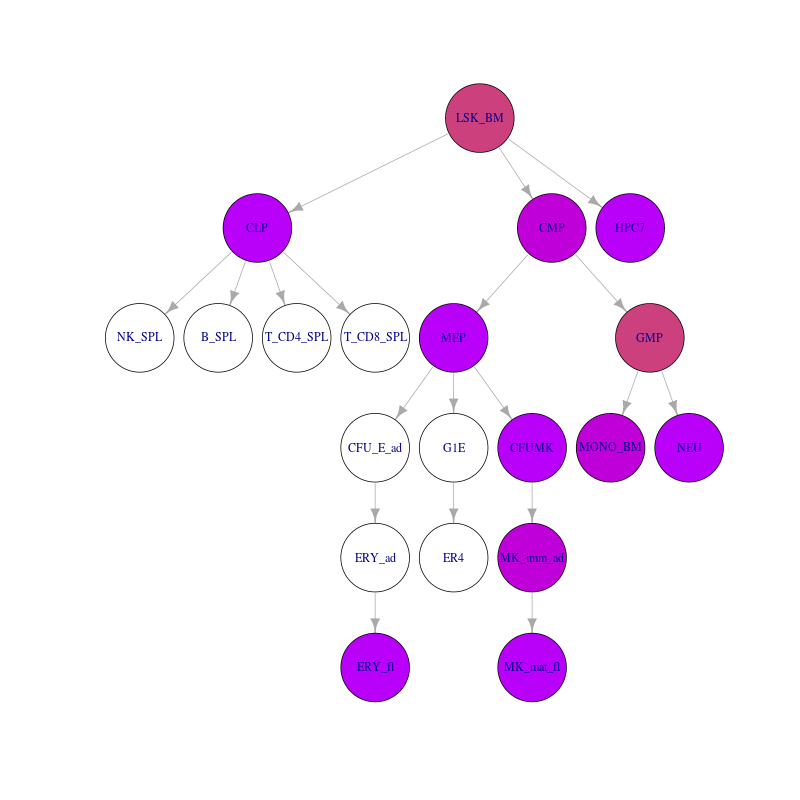 LSK_BM
CLP
CMP
HPC7
NK_SPL
B_SPL
T_CD4_SPL
T_CD8_SPL
MEP
GMP
CFU_E_ad
G1E
CFUMK
MONO_BM
NEU
ERY_ad
ER4
MK_imm_ad
ERY_fl
MK_mat_fl